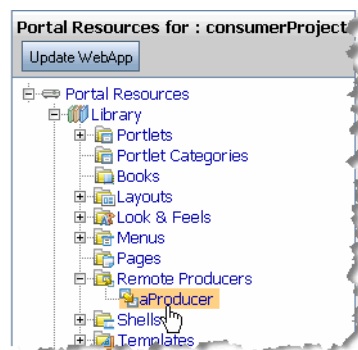 Portal Resources for : consumerProject
Update WebApp
Portal Resources
Library
Portlets
Portlet Categories
Books
Layouts
Look & Feels
Menus
Pages
Remote Producers
aProducer
Shells
Templates